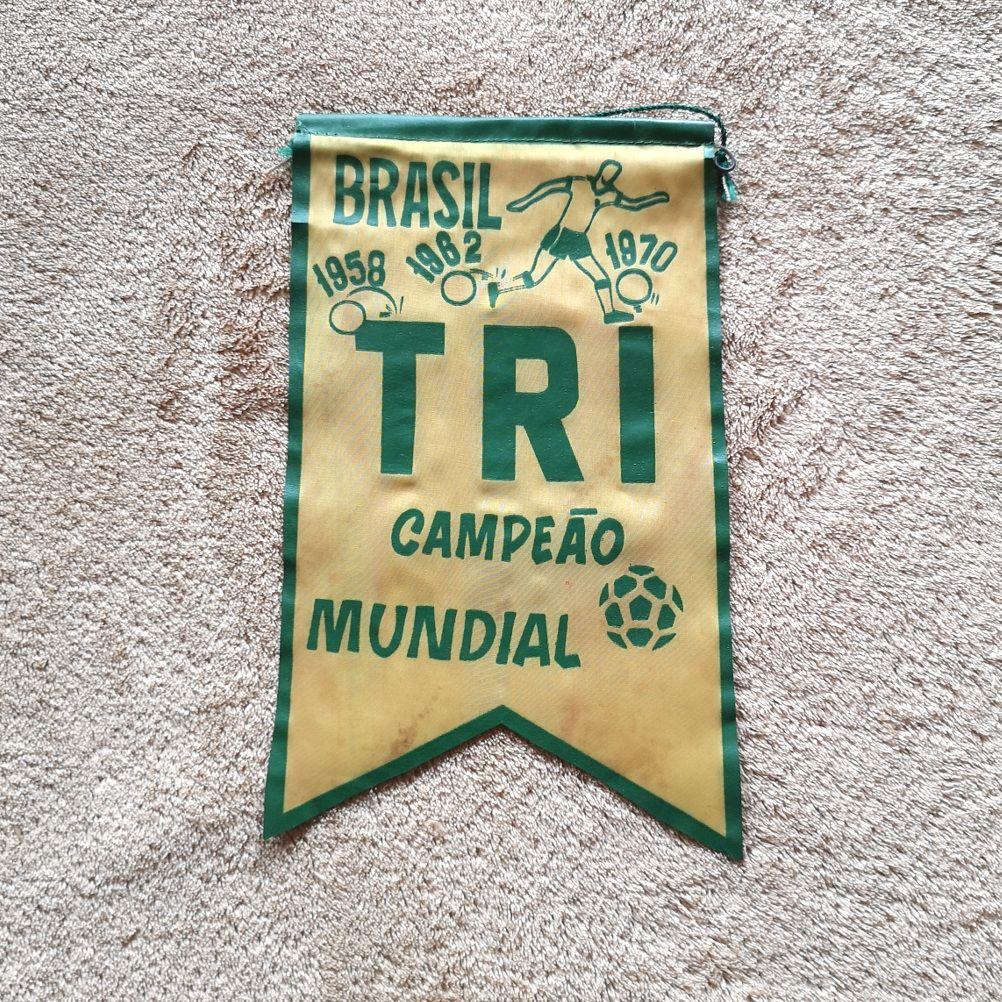 BRASIL
1958 1962 1970
TRI
CAMPEÃO
MUNDIAL